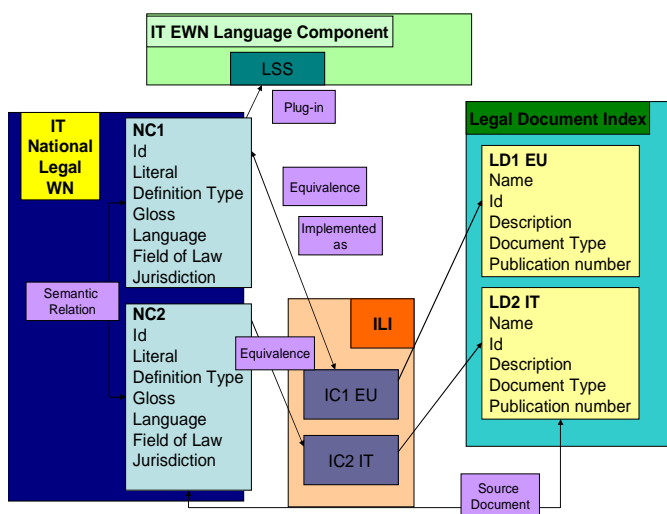 IT EWN Language Component
LSS
Plug-in
IT
National
Legal
WN
NC1
Id
Literal
Definition Type
Gloss
Language
Field of Law
Jurisdiction
Semantic
Relation
NC2
Id
Literal
Definition Type
Gloss
Language
Field of Law
Jurisdiction
Equivalence
Implemented
as
Equivalence
ILI
IC1 EU
IC2 IT
Legal Document Index
LD1 EU
Name
Id
Description
Document Type
Publication number
LD2 IT
Name
Id
Description
Document Type
Publication number
Source
Document